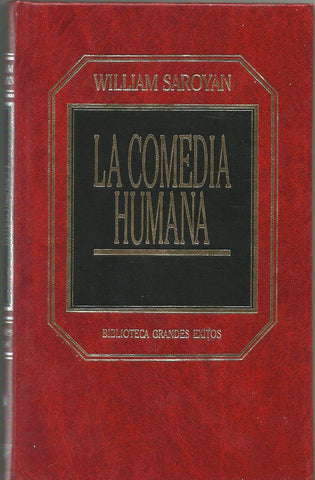 WILLIAM SAROYAN
LA COMEDIA
HUMANA
BIBLIOTECA GRANDES EXITOS